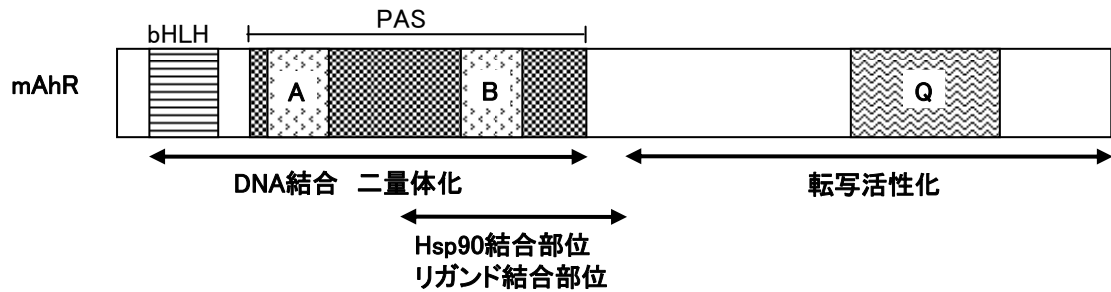 PAS
bHLH
mAhR
A
B
Q
DNA結合 二量体化
転写活性化
Hsp90結合部位
リガンド結合部位